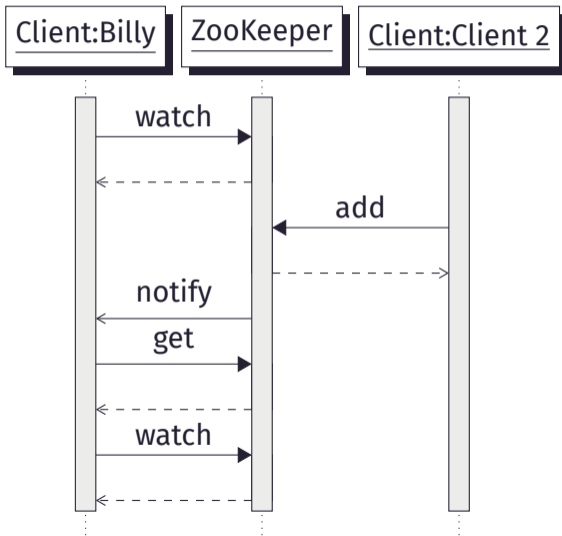 Client:Billy
ZooKeeper
Client:Client 2
watch
add
notify
get
watch